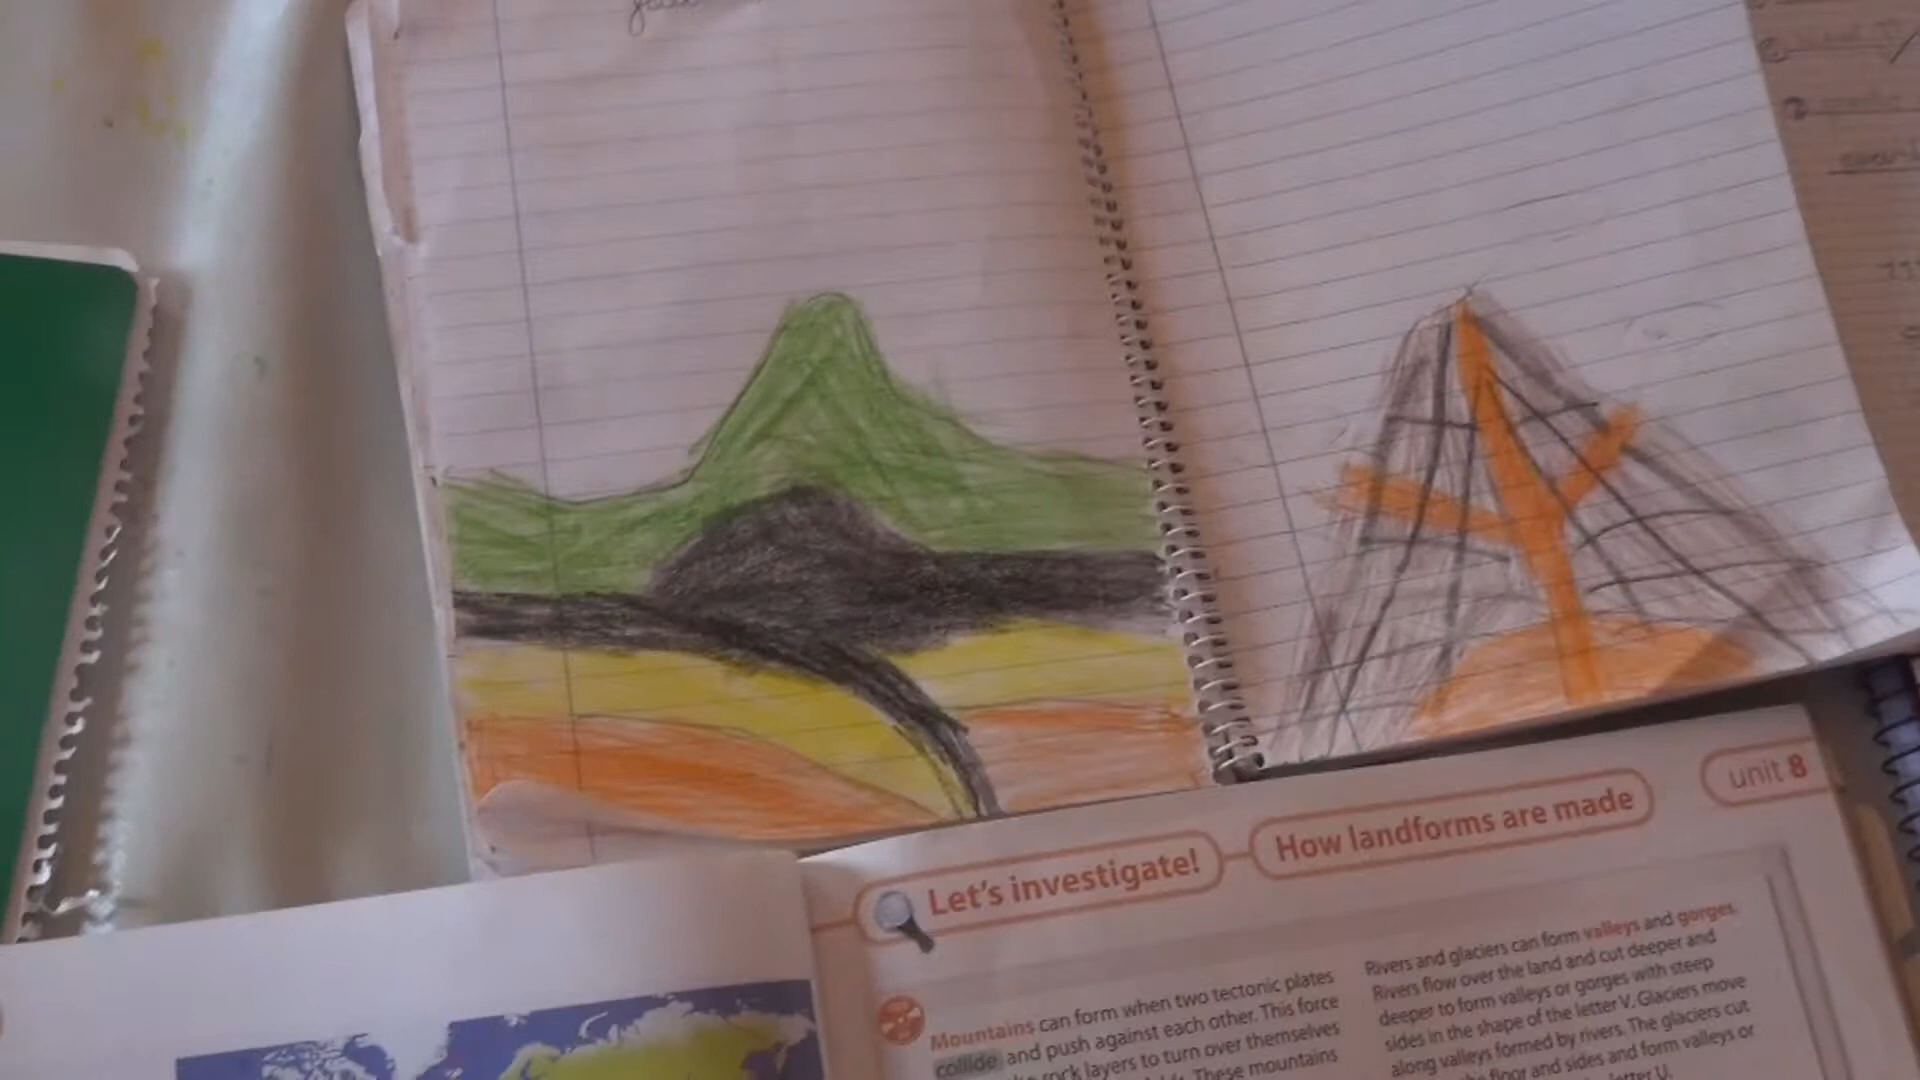 unit 8
Let's investigate!
How landforms are made
Mountains can form when two tectonic plates
collide and push against each other. This force
rock layers to turn over themselves
These mountains
Rivers and glaciers can form valleys and gorges.
Rivers flow over the land and cut deeper and
deeper to form valleys or gorges with steep
sides in the shape of the letter V. Glaciers move
along valleys formed by rivers. The glaciers cut
the floor and sides and form valleys or
letter U.